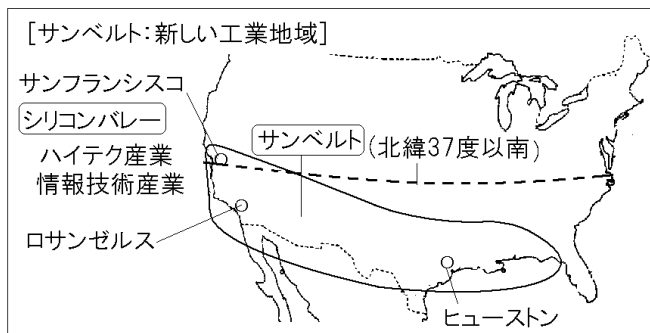 [サンベルト:新しい工業地域]
サンフランシスコ
シリコンバレー
サンベルト(北緯37度以南)
ハイテク産業
情報技術産業
ロサンゼルス
ヒューストン